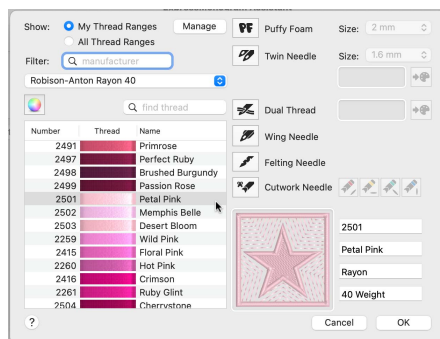 Show: My Thread Ranges Manage
All Thread Ranges
Filter: manufacturer
Robison-Anton Rayon 40
find thread
Number Thread Name
2491 Primrose
2497 Perfect Ruby
2498 Brushed Burgundy
2499 Passion Rose
2501 Petal Pink
2502 Memphis Belle
2503 Desert Bloom
2259 Wild Pink
2415 Floral Pink
2260 Hot Pink
2416 Crimson
2261 Ruby Glint
2504 Cherrystone
?
PF Puffy Foam Size: 2 mm
Twin Needle Size: 1.6 mm
Dual Thread
Wing Needle
Felting Needle
Cutwork Needle
2501
Petal Pink
Rayon
40 Weight
Cancel OK